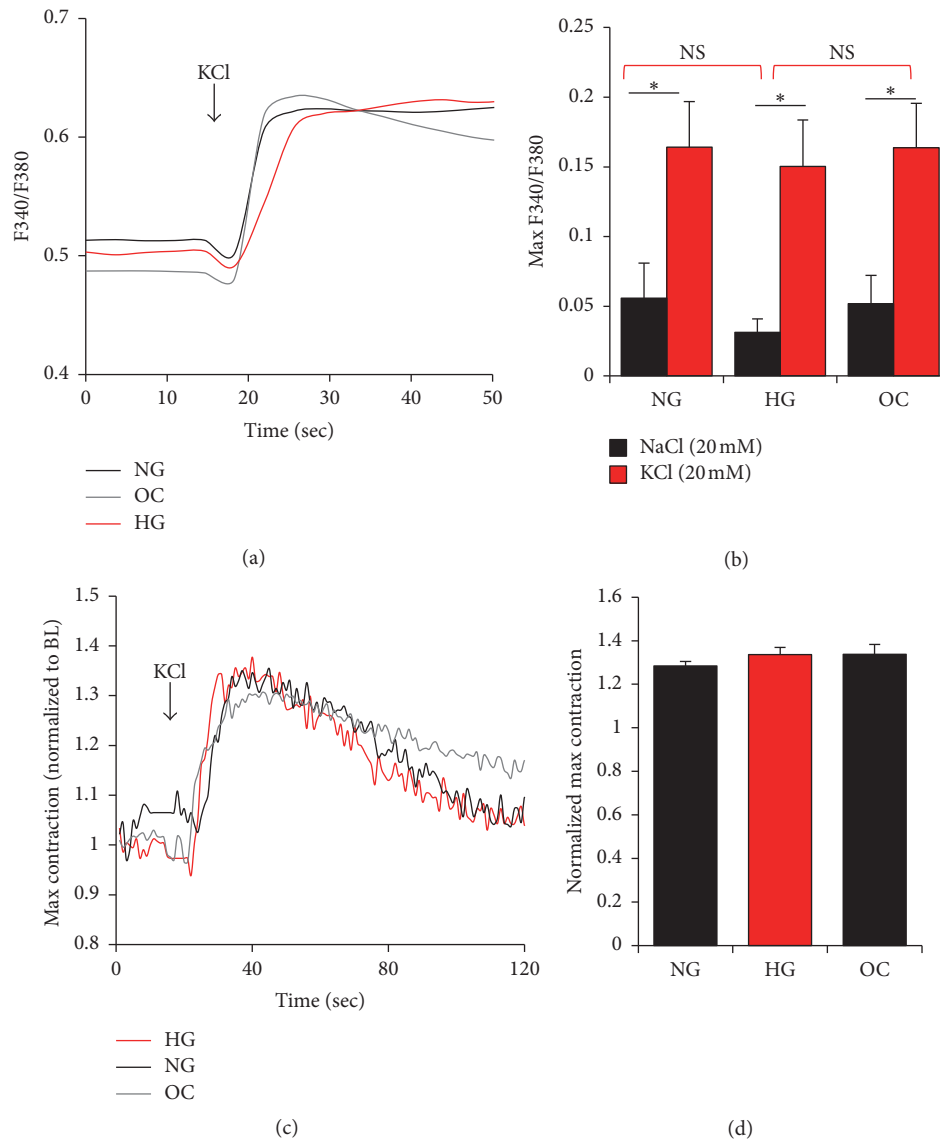 0.7
0.6
0.5
0.4
F340/F380
KCl
0
10
20
30
40
50
Time (sec)
NG
OC
HG
(a)
0.25
0.20
0.15
0.10
0.05
0
Max F340/F380
NS
NS
*
*
*
NG
HG
OC
NaCl (20 mM)
KCl (20 mM)
(b)
1.5
1.4
1.3
1.2
1.1
1
0.9
0.8
Max contraction (normalized to BL)
KCl
0
40
80
120
Time (sec)
HG
NG
OC
(c)
1.6
1.4
1.2
1
0.8
0.6
0.4
0.2
0
Normalized max contraction
NG
HG
OC
(d)